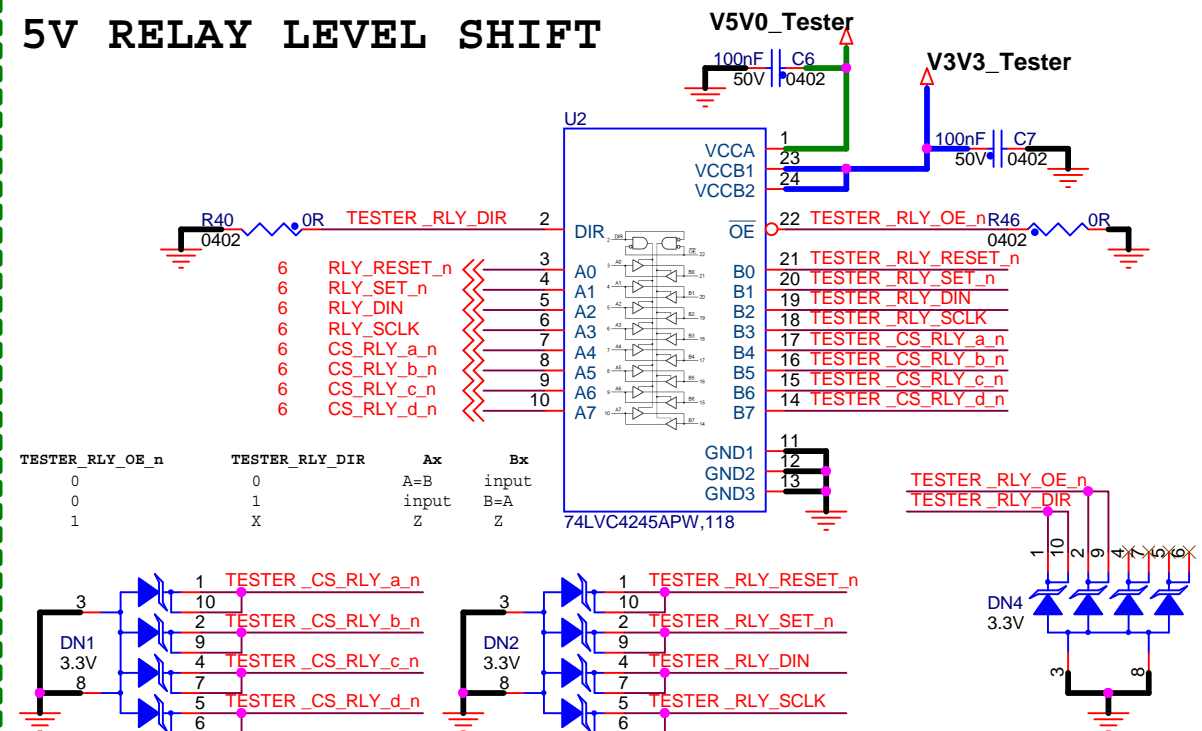 5V RELAY LEVEL SHIFT
V5V0_Tester
100nF C6
50V 0402
V3V3_Tester
U2
100nF C7
50V 0402
VCCA 1
VCCB1 23
VCCB2 24
R40 0R TESTER _RLY_DIR 2 DIR
0402
OE 22 TESTER _RLY_OE_n R46 0R
0402
6 RLY_RESET_n 3 A0 B0 21 TESTER _RLY_RESET_n
6 RLY_SET_n 4 A1 B1 20 TESTER _RLY_SET_n
6 RLY_DIN 5 A2 B2 19 TESTER _RLY_DIN
6 RLY_SCLK 6 A3 B3 18 TESTER _RLY_SCLK
6 CS_RLY_a_n 7 A4 B4 17 TESTER _CS_RLY_a_n
6 CS_RLY_b_n 8 A5 B5 16 TESTER _CS_RLY_b_n
6 CS_RLY_c_n 9 A6 B6 15 TESTER _CS_RLY_c_n
6 CS_RLY_d_n 10 A7 B7 14 TESTER _CS_RLY_d_n
GND1 11
GND2 12
GND3 13
74LVC4245APW,118
TESTER_RLY_OE_n TESTER_RLY_DIR Ax Bx
0 0 A=B input
0 1 input B=A
1 X Z Z
TESTER _RLY_OE_n
TESTER _RLY_DIR
1 10 2 9 4 7 5 6
DN4
3.3V
3 8
3 1 TESTER _CS_RLY_a_n
10
DN1 2 TESTER _CS_RLY_b_n
3.3V 9
8 4 TESTER _CS_RLY_c_n
7
5 TESTER _CS_RLY_d_n
6
3 1 TESTER _RLY_RESET_n
10
DN2 2 TESTER _RLY_SET_n
3.3V 9
8 4 TESTER _RLY_DIN
7
5 TESTER _RLY_SCLK
6